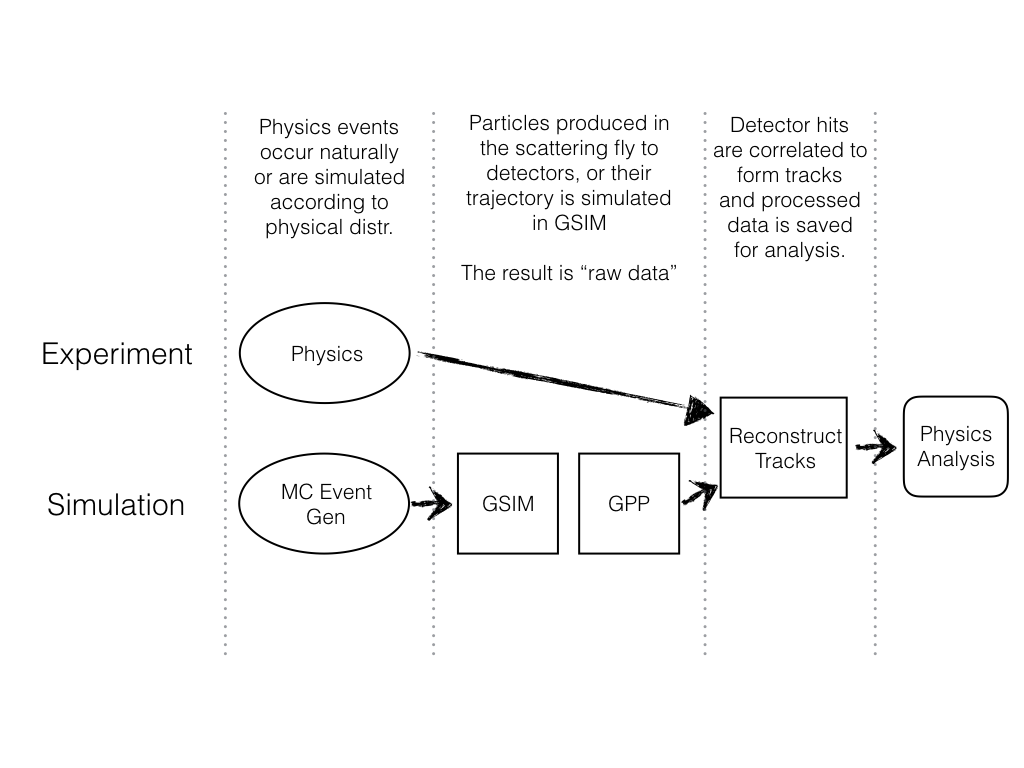 Physics events
occur naturally
or are simulated
according to
physical distr.
Particles produced in
the scattering fly to
detectors, or their
trajectory is simulated
in GSIM
The result is “raw data”
Detector hits
are correlated to
form tracks
and processed
data is saved
for analysis.
Experiment
Physics
Simulation
MC Event
Gen
GSIM
GPP
Reconstruct
Tracks
Physics
Analysis